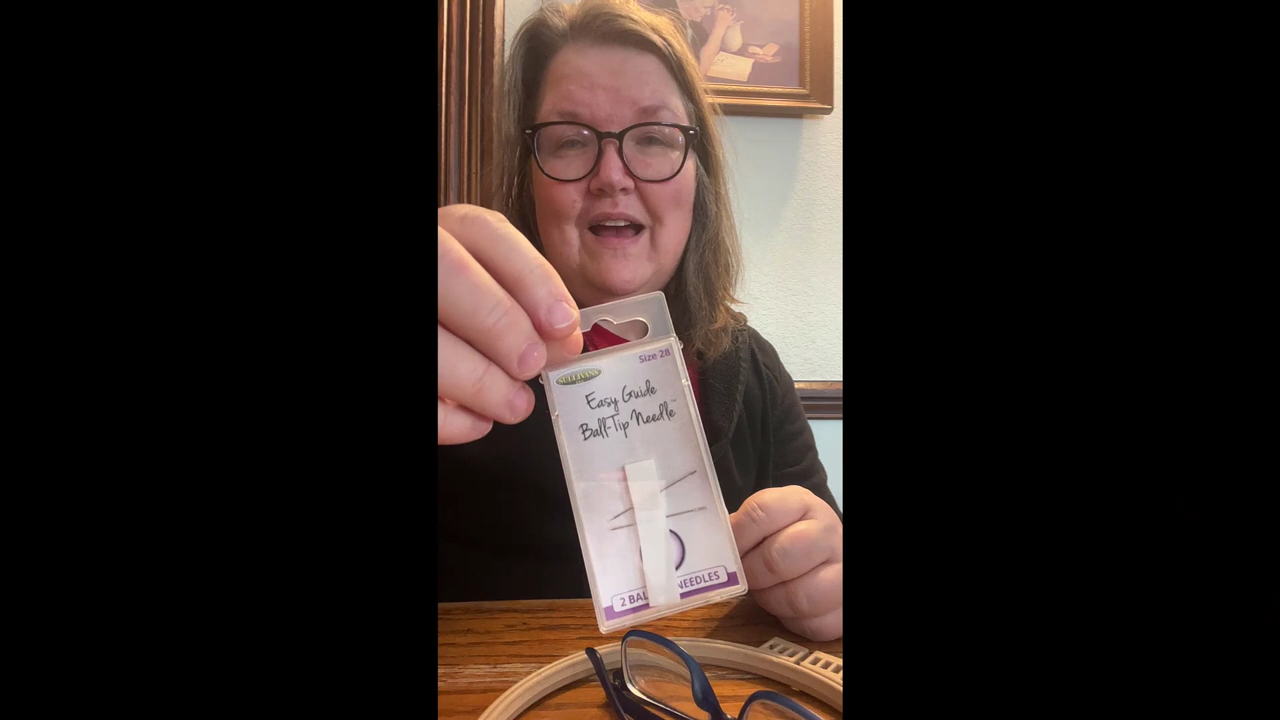 Size 28
SULLIVANS
Easy Guide
Ball-Tip Needle™
2 BAL NEEDLES